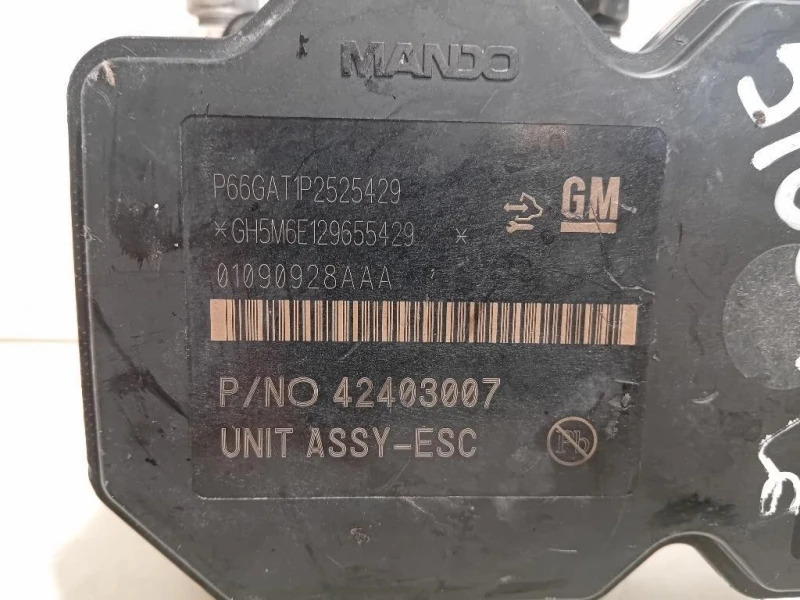 MANDO
P66GAT1P2525429
*GH5M6E129655429 *
01090928AAA
GM
P/NO 42403007
UNIT ASSY-ESC
Pb